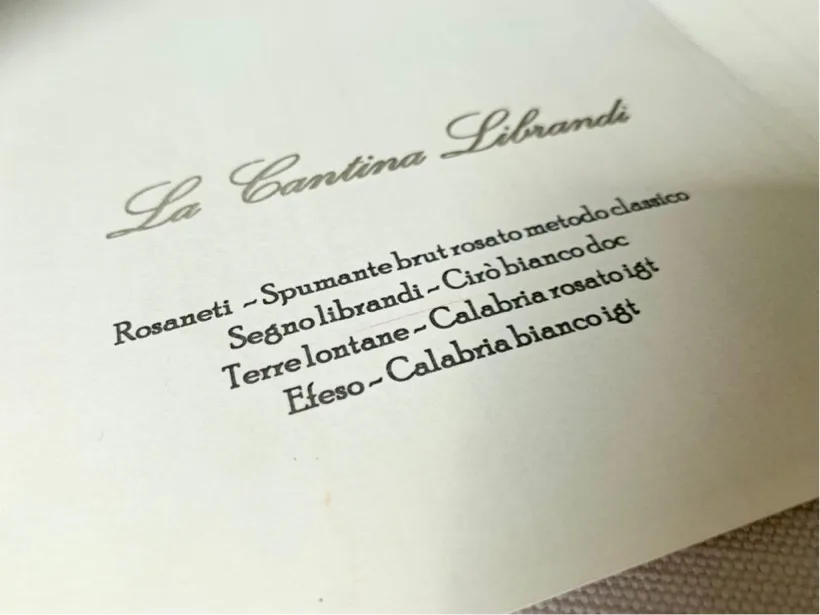 La Cantina Librandi
Rosaneti ~ Spumante brut rosato metodo classico
Segno librandi ~ Cirò bianco doc
Terre lontane ~ Calabria rosato igt
Efeso ~ Calabria bianco igt